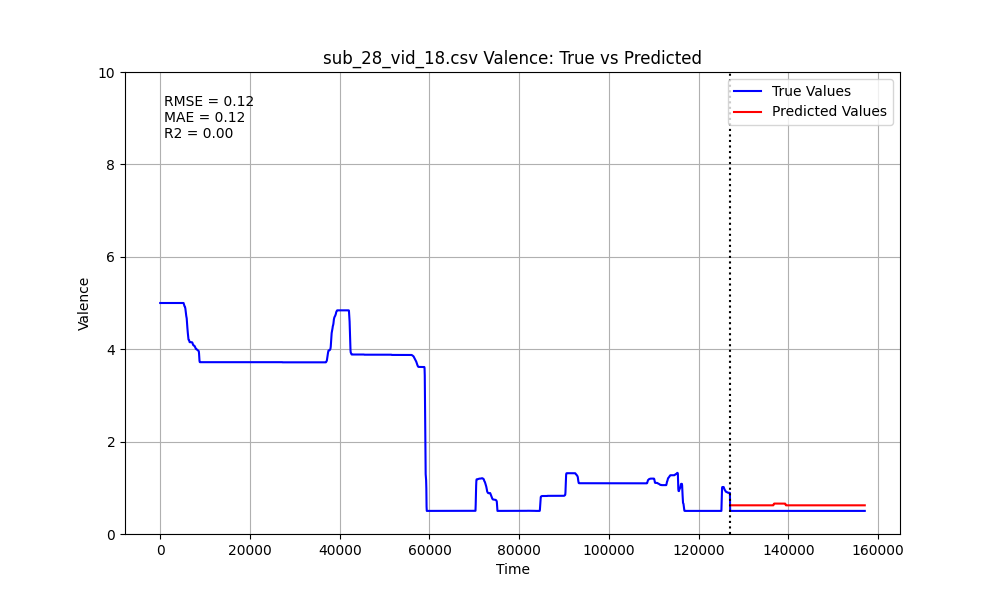 sub_28_vid_18.csv Valence: True vs Predicted
10
8
6
4
2
0
Valence
RMSE = 0.12
MAE = 0.12
R2 = 0.00
True Values
Predicted Values
0 20000 40000 60000 80000 100000 120000 140000 160000
Time